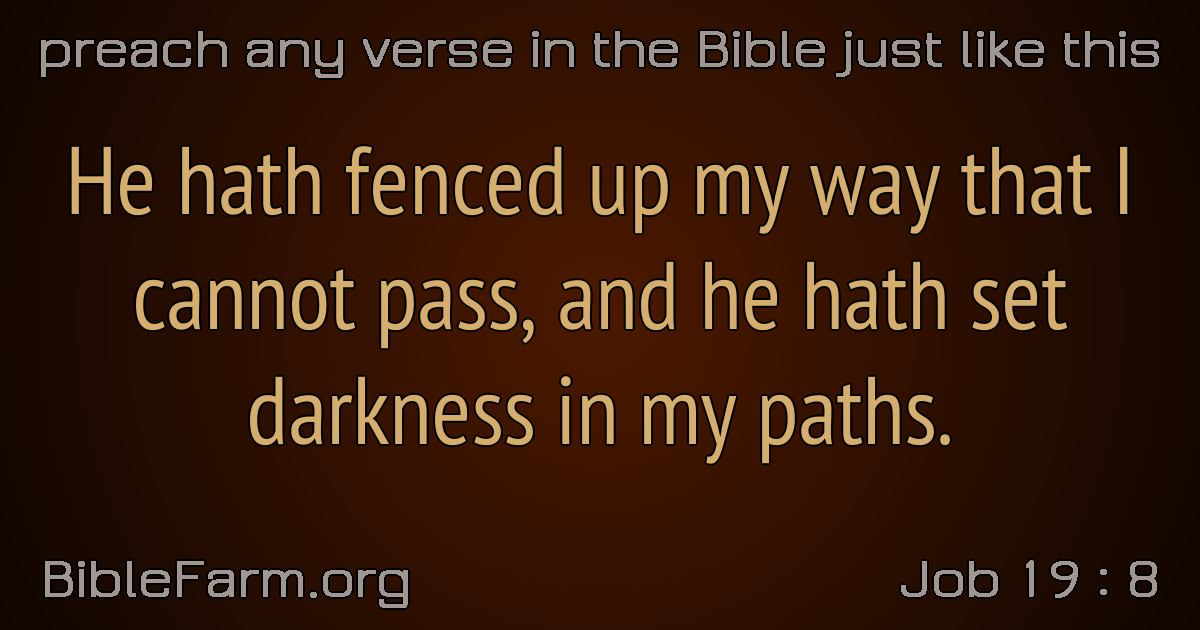 preach any verse in the Bible just like this
He hath fenced up my way that I
cannot pass, and he hath set
darkness in my paths.
BibleFarm.org
Job 19 : 8